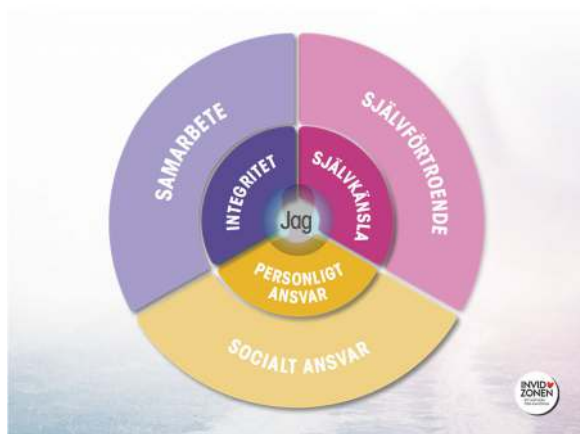 SAMARBETE
SJÄLVFÖRTROENDE
INTEGRITET
SJÄLVKÄNSLA
Jag
PERSONLIGT
ANSVAR
SOCIALT ANSVAR
INVID
ZONEN